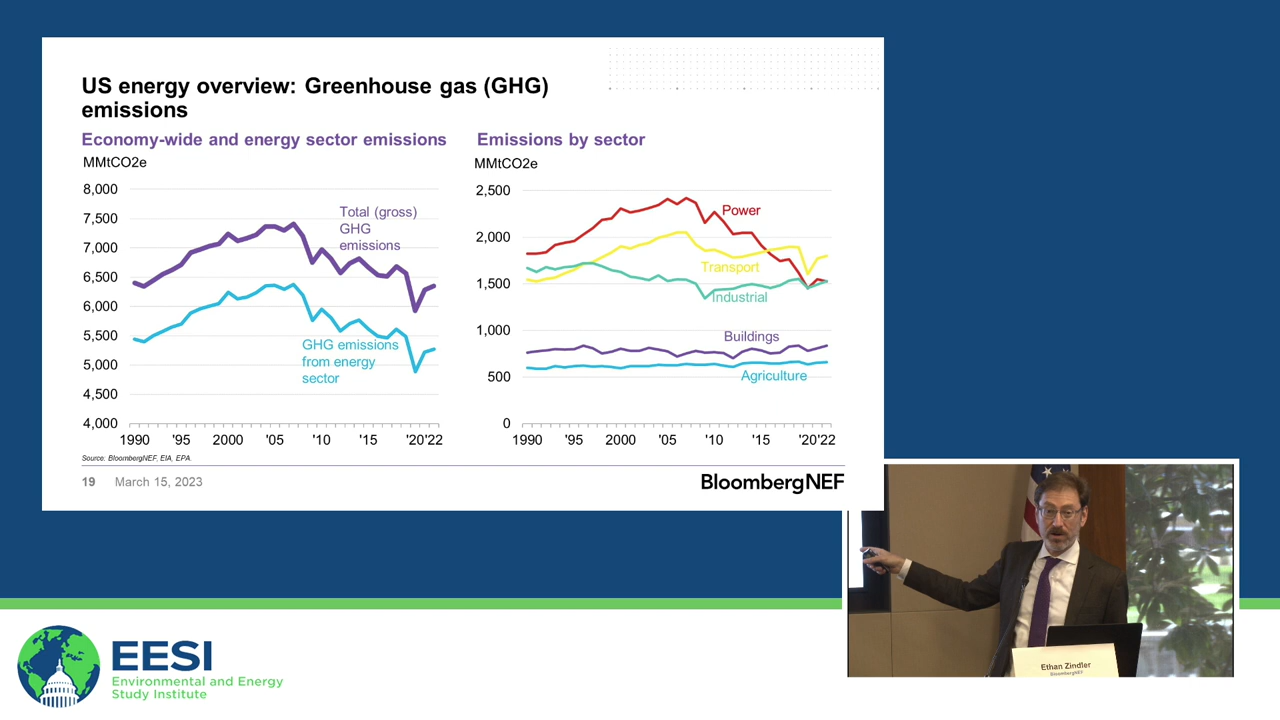 US energy overview: Greenhouse gas (GHG)
emissions
Economy-wide and energy sector emissions
MMtCO2e
8,000
7,500
7,000
6,500
6,000
5,500
5,000
4,500
4,000
Total (gross)
GHG
emissions
GHG emissions
from energy
sector
1990 '95 2000 '05 '10 '15 '20'22
Emissions by sector
MMtCO2e
2,500
2,000
1,500
1,000
500
0
Power
Transport
Industrial
Buildings
Agriculture
1990 '95 2000 '05 '10 '15 '20'22
Source: BloombergNEF, EIA, EPA.
19 March 15, 2023
BloombergNEF
Ethan Zindler
BloombergNEF
EESI
Environmental and Energy
Study Institute